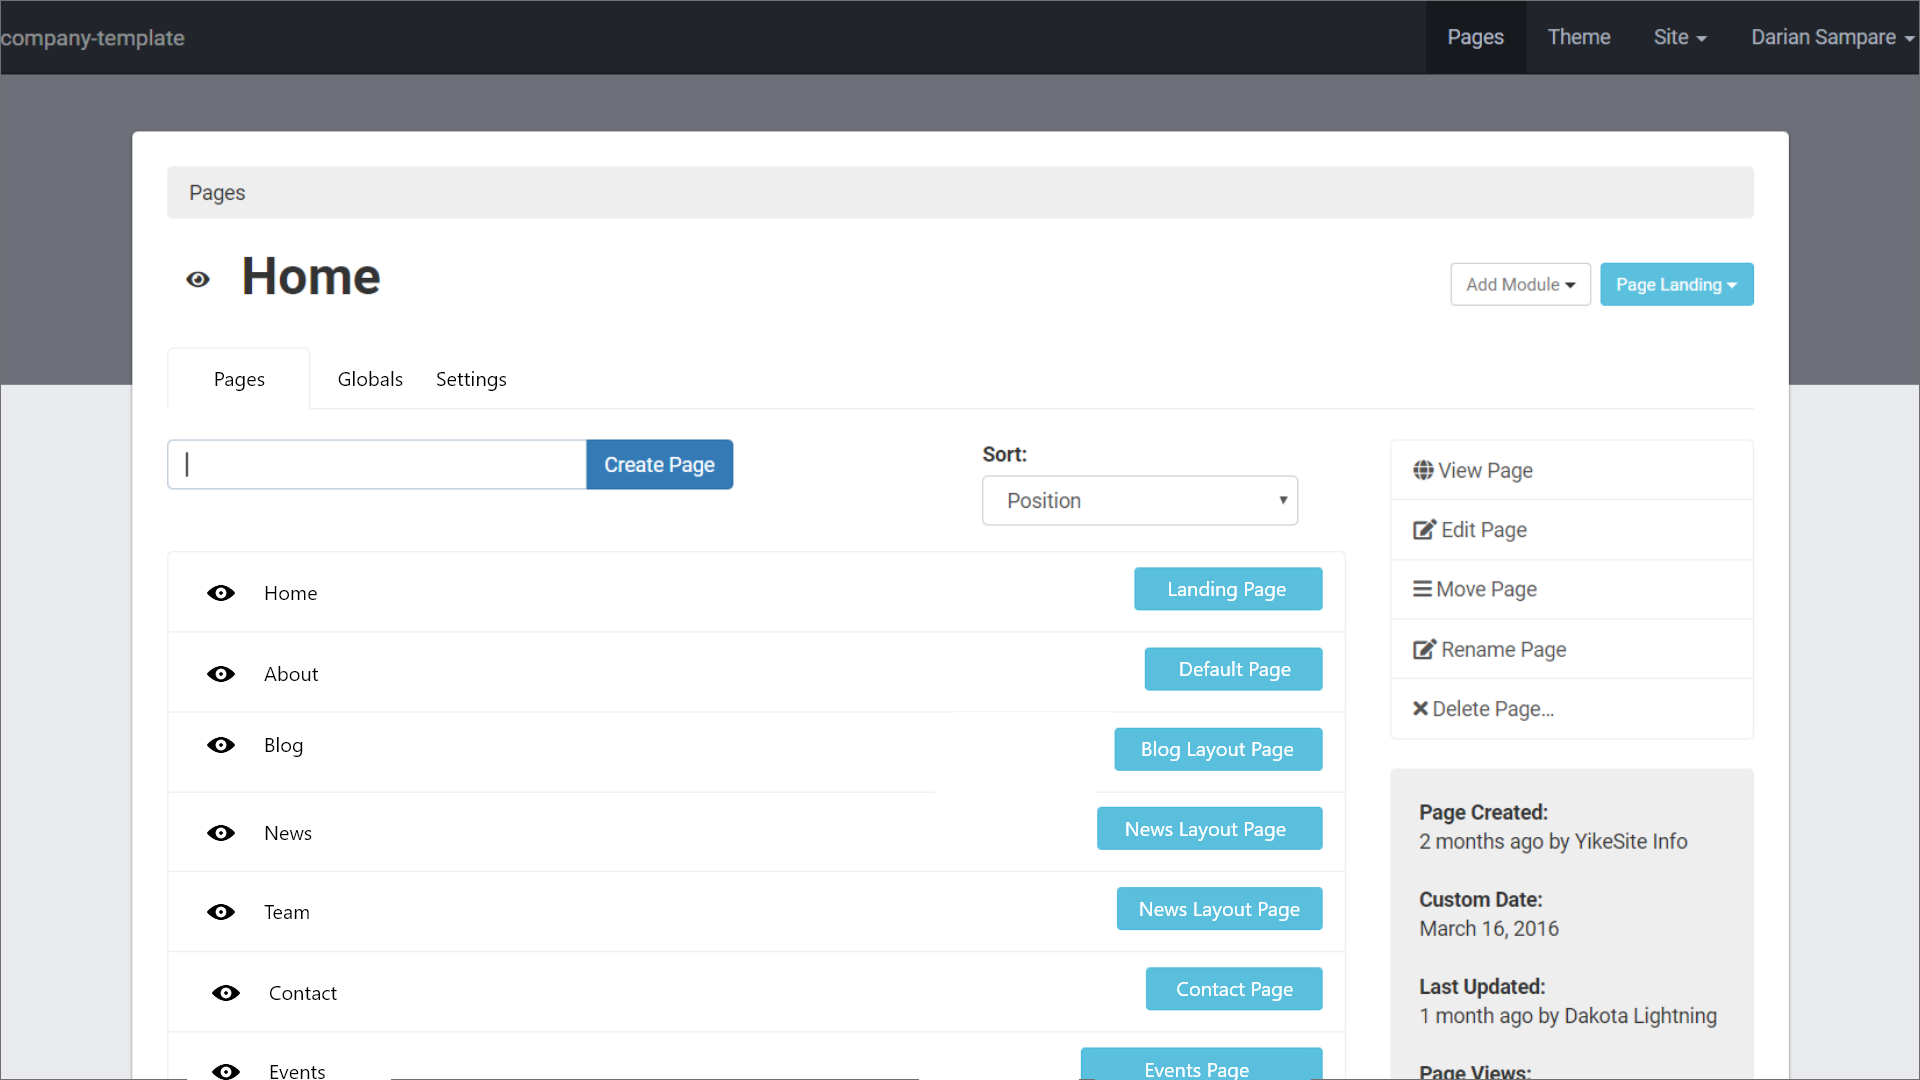 company-template
Pages Theme Site Darian Sampare
Pages
Home
Add Module Page Landing
Pages Globals Settings
Create Page
Sort:
Position
Home Landing Page
About Default Page
Blog Blog Layout Page
News News Layout Page
Team News Layout Page
Contact Contact Page
Events Events Page
View Page
Edit Page
Move Page
Rename Page
Delete Page...
Page Created:
2 months ago by YikeSite Info
Custom Date:
March 16, 2016
Last Updated:
1 month ago by Dakota Lightning
Page Views: